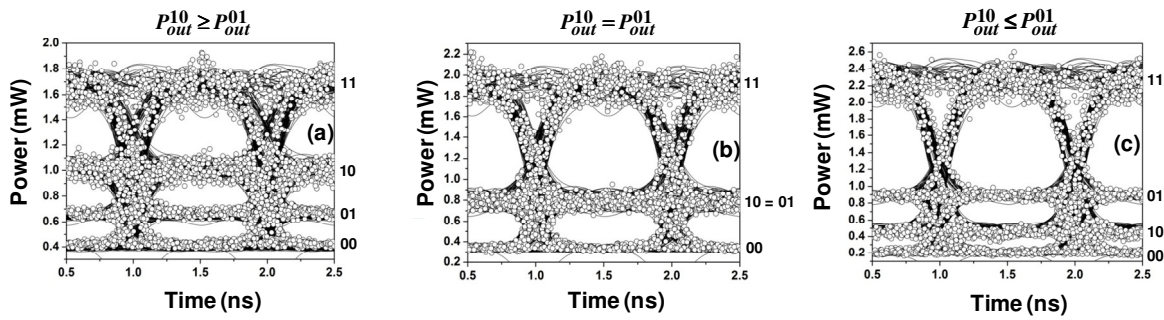 P_out^10 ≥ P_out^01
2.0
1.8
1.6
1.4
1.2
1.0
0.8
0.6
0.4
Power (mW)
(a)
11
10
01
00
0.5 1.0 1.5 2.0 2.5
Time (ns)
P_out^10 = P_out^01
2.2
2.0
1.8
1.6
1.4
1.2
1.0
0.8
0.6
0.4
0.2
Power (mW)
(b)
11
10 = 01
00
0.5 1.0 1.5 2.0 2.5
Time (ns)
P_out^10 ≤ P_out^01
2.6
2.4
2.2
2.0
1.8
1.6
1.4
1.2
1.0
0.8
0.6
0.4
0.2
Power (mW)
(c)
11
01
10
00
0.5 1.0 1.5 2.0 2.5
Time (ns)